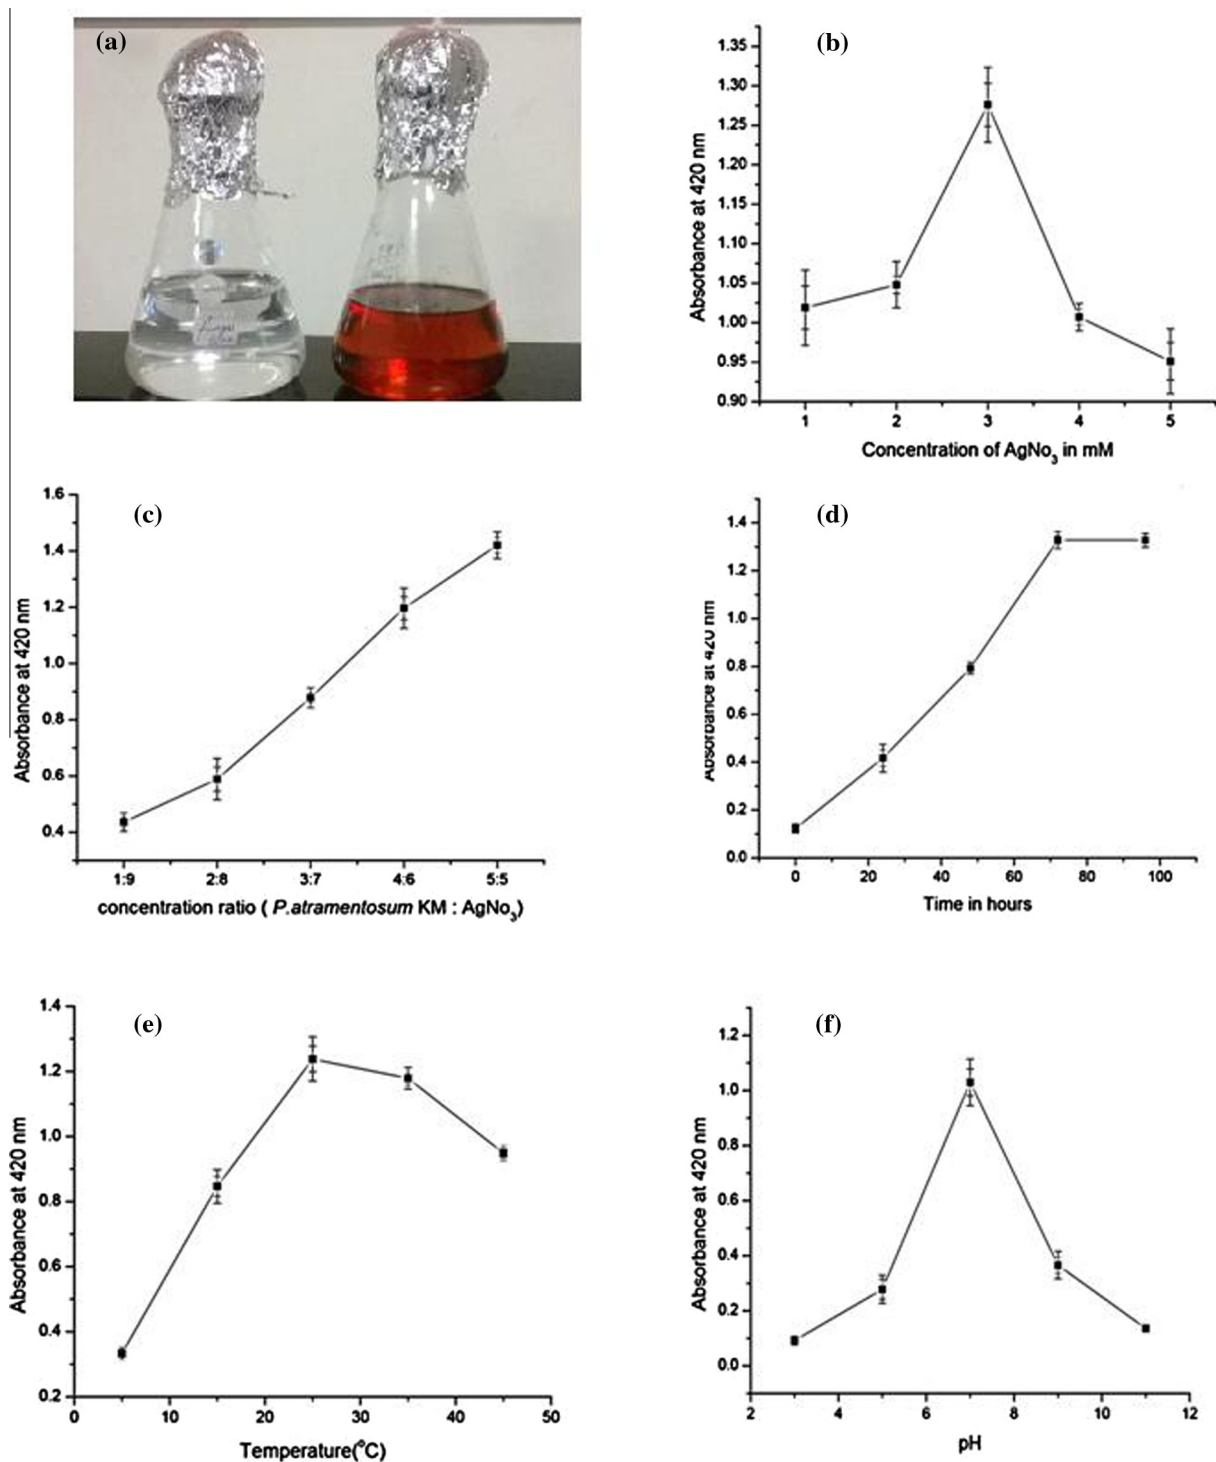 (a)
(b)
1.35
1.30
1.25
1.20
1.15
1.10
1.05
1.00
0.95
0.90
Absorbance at 420 nm
1 2 3 4 5
Concentration of AgNo3 in mM
(c)
1.6
1.4
1.2
1.0
0.8
0.6
0.4
Absorbance at 420 nm
1:9 2:8 3:7 4:6 5:5
concentration ratio ( P.atramentosum KM : AgNo3)
(d)
1.4
1.2
1.0
0.8
0.6
0.4
0.2
0.0
Absorbance at 420 nm
0 20 40 60 80 100
Time in hours
(e)
1.4
1.2
1.0
0.8
0.6
0.4
0.2
Absorbance at 420 nm
0 10 20 30 40 50
Temperature(°C)
(f)
1.2
1.0
0.8
0.6
0.4
0.2
0.0
Absorbance at 420 nm
2 4 6 8 10 12
pH